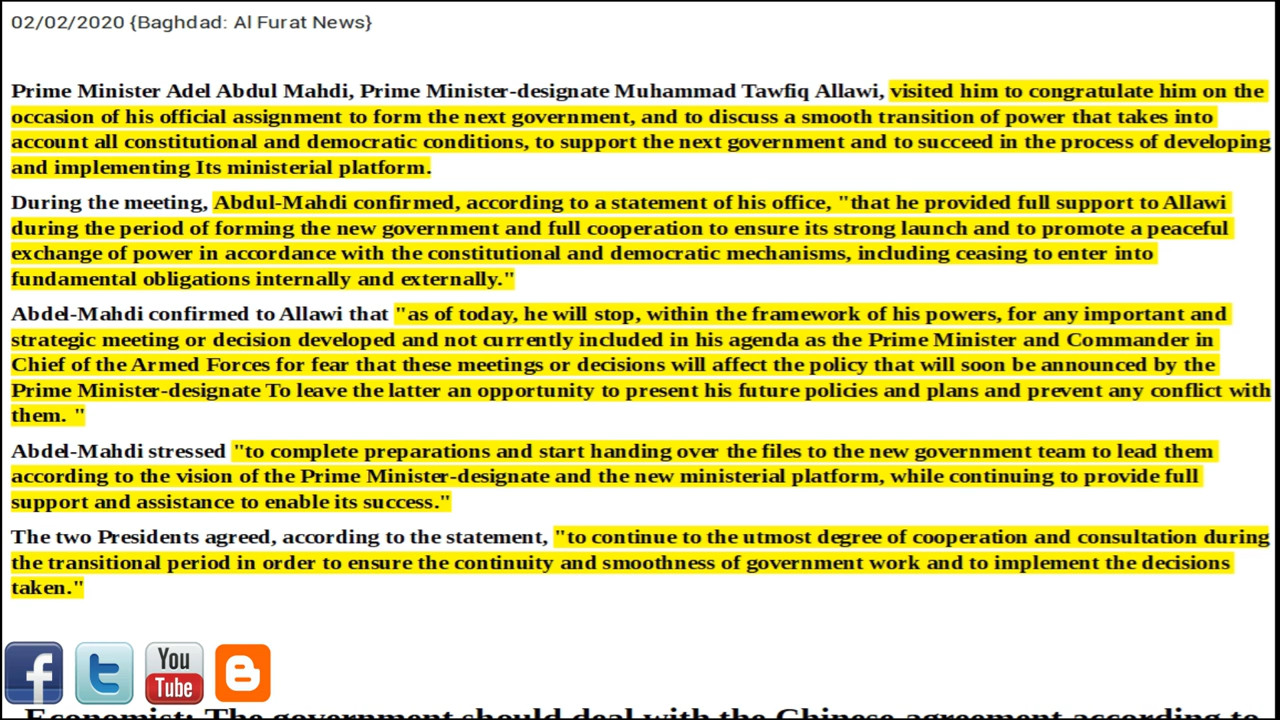 02/02/2020 {Baghdad: Al Furat News}
Prime Minister Adel Abdul Mahdi, Prime Minister-designate Muhammad Tawfiq Allawi, visited him to congratulate him on the
occasion of his official assignment to form the next government, and to discuss a smooth transition of power that takes into
account all constitutional and democratic conditions, to support the next government and to succeed in the process of developing
and implementing Its ministerial platform.
During the meeting, Abdul-Mahdi confirmed, according to a statement of his office, "that he provided full support to Allawi
during the period of forming the new government and full cooperation to ensure its strong launch and to promote a peaceful
exchange of power in accordance with the constitutional and democratic mechanisms, including ceasing to enter into
fundamental obligations internally and externally."
Abdel-Mahdi confirmed to Allawi that "as of today, he will stop, within the framework of his powers, for any important and
strategic meeting or decision developed and not currently included in his agenda as the Prime Minister and Commander in
Chief of the Armed Forces for fear that these meetings or decisions will affect the policy that will soon be announced by the
Prime Minister-designate To leave the latter an opportunity to present his future policies and plans and prevent any conflict with
them. "
Abdel-Mahdi stressed "to complete preparations and start handing over the files to the new government team to lead them
according to the vision of the Prime Minister-designate and the new ministerial platform, while continuing to provide full
support and assistance to enable its success."
The two Presidents agreed, according to the statement, "to continue to the utmost degree of cooperation and consultation during
the transitional period in order to ensure the continuity and smoothness of government work and to implement the decisions
taken."
You
Tube
Economist: The government should deal with the Chinese agreement according to